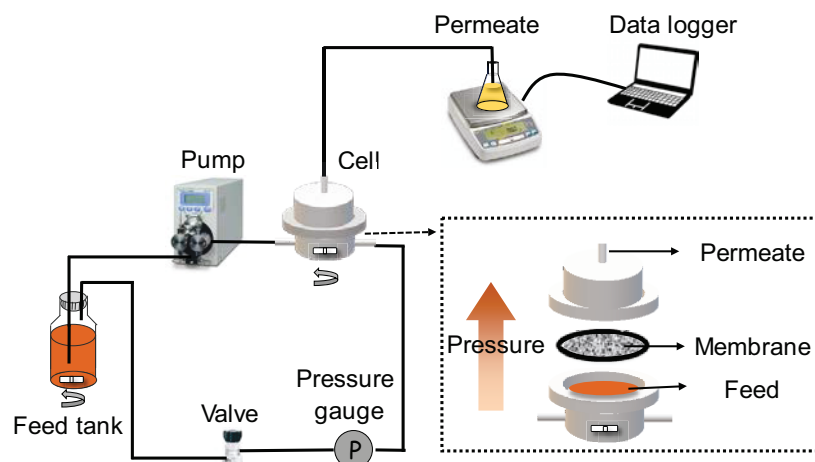 Permeate
Data logger
Pump
Cell
Permeate
Pressure
Membrane
Feed
Pressure
gauge
Valve
Feed tank
P